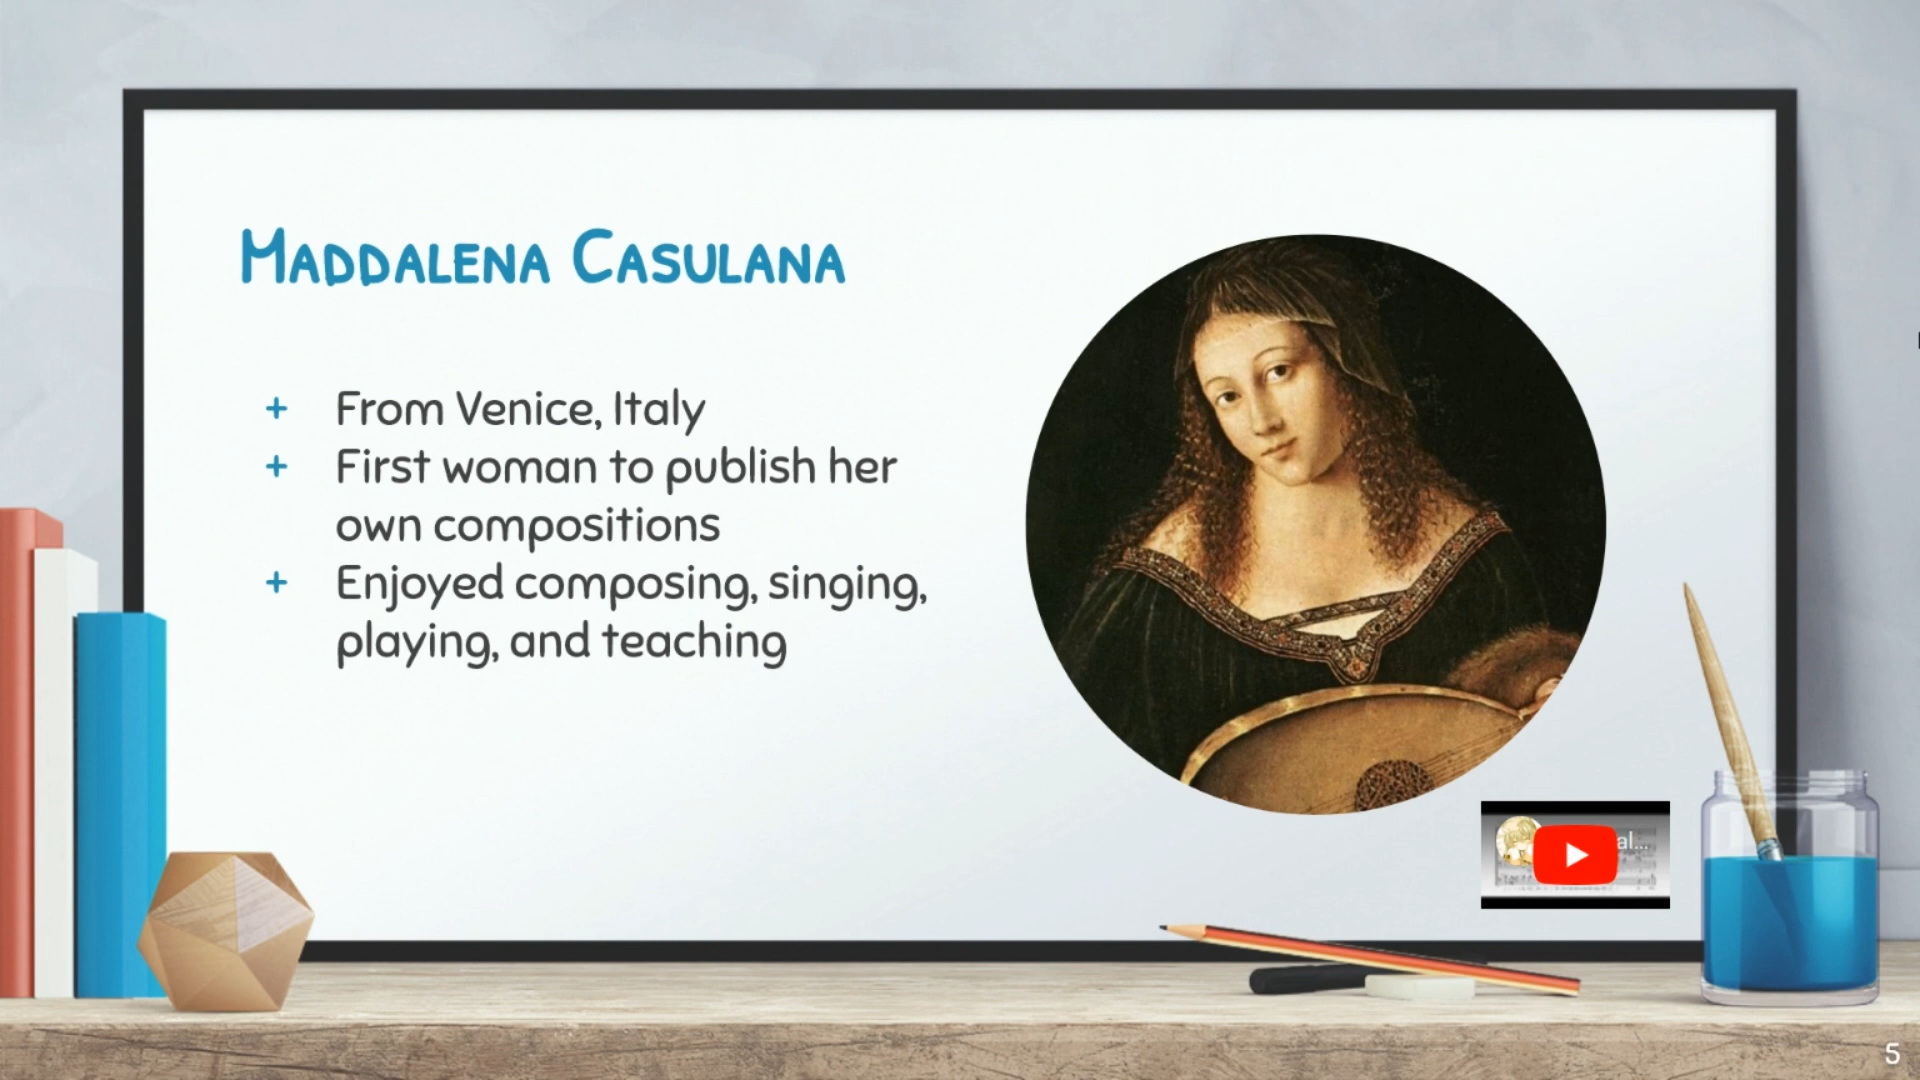 Maddalena Casulana
+ From Venice, Italy
+ First woman to publish her
own compositions
+ Enjoyed composing, singing,
playing, and teaching
al...
5